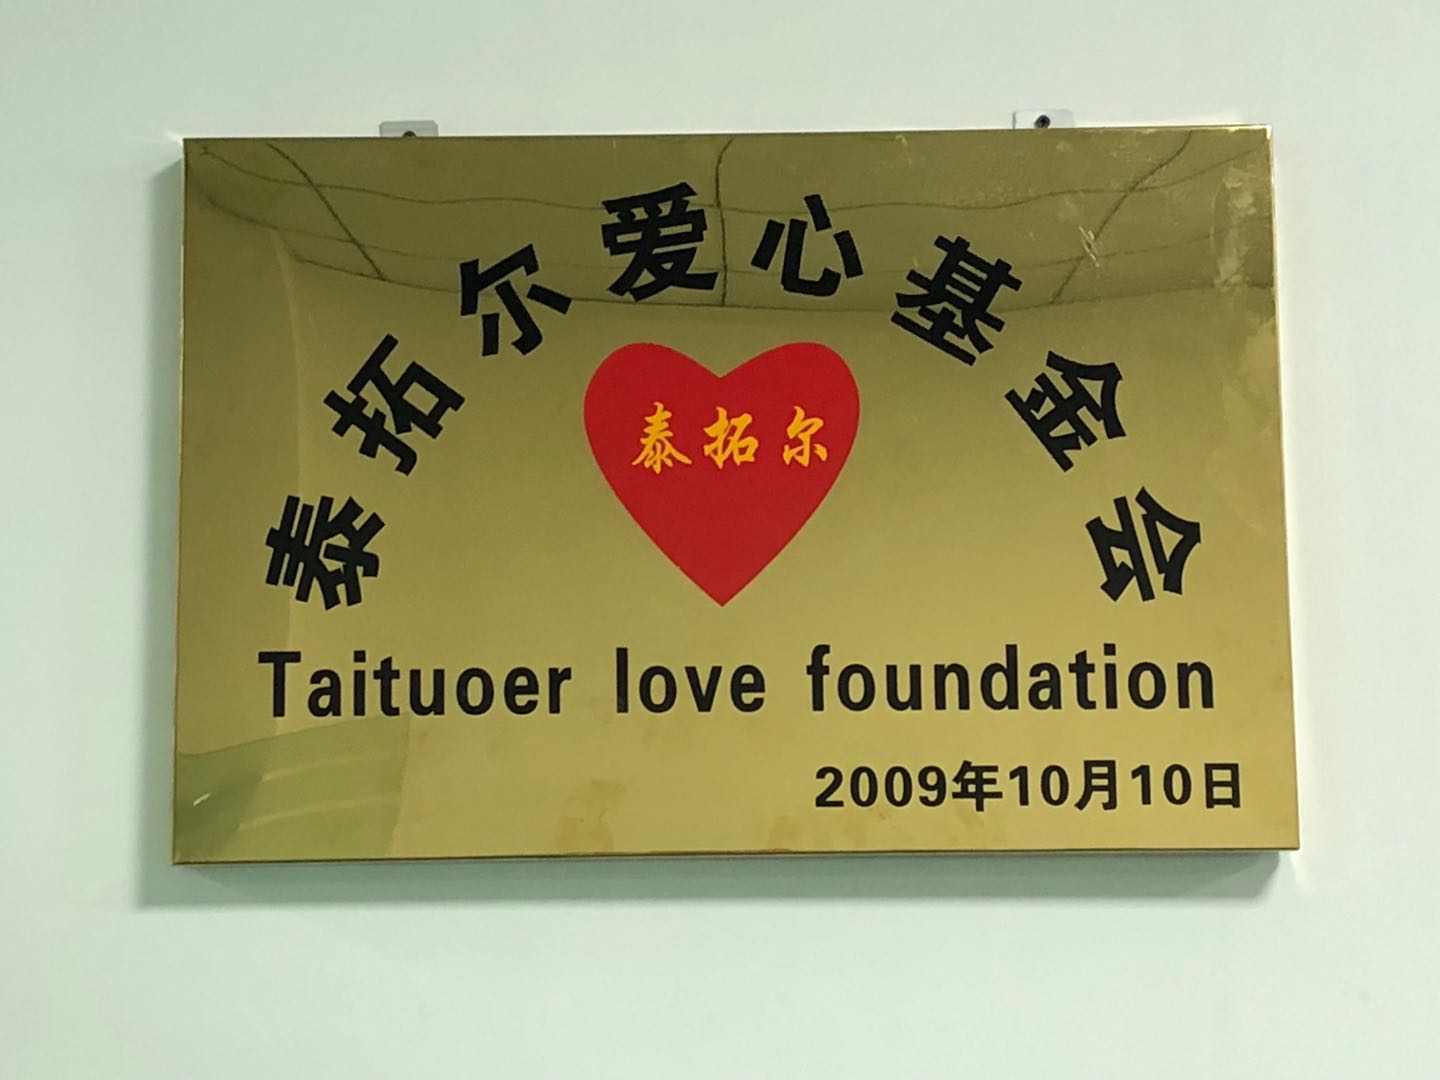 泰拓尔爱心基金会
泰拓尔
Taituoer love foundation
2009年10月10日